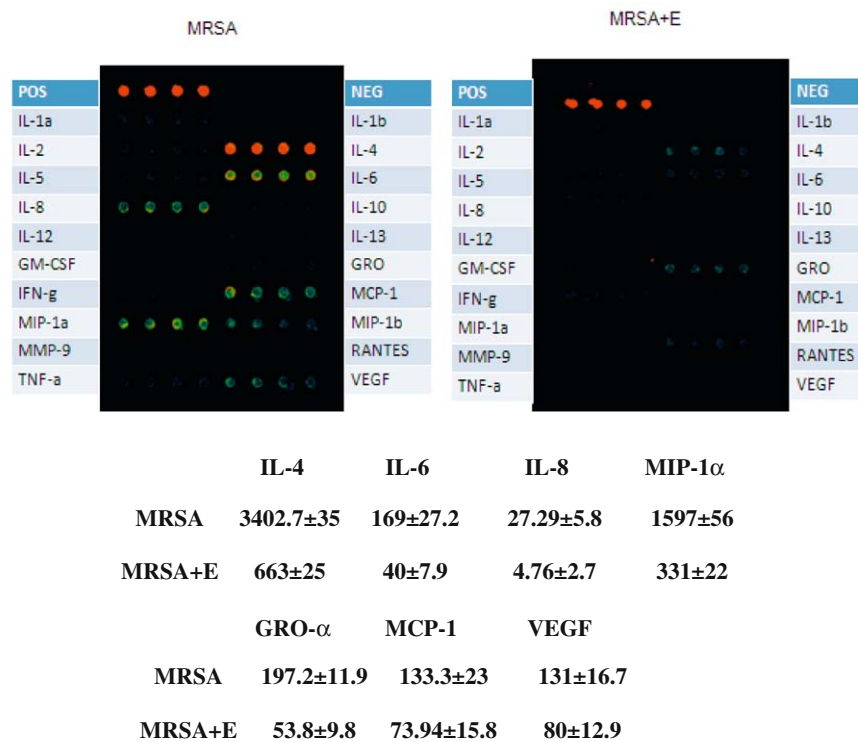 MRSA
MRSA+E
POS NEG
IL-1a IL-1b
IL-2 IL-4
IL-5 IL-6
IL-8 IL-10
IL-12 IL-13
GM-CSF GRO
IFN-g MCP-1
MIP-1a MIP-1b
MMP-9 RANTES
TNF-a VEGF
POS NEG
IL-1a IL-1b
IL-2 IL-4
IL-5 IL-6
IL-8 IL-10
IL-12 IL-13
GM-CSF GRO
IFN-g MCP-1
MIP-1a MIP-1b
MMP-9 RANTES
TNF-a VEGF
IL-4 IL-6 IL-8 MIP-1α
MRSA 3402.7±35 169±27.2 27.29±5.8 1597±56
MRSA+E 663±25 40±7.9 4.76±2.7 331±22
GRO-α MCP-1 VEGF
MRSA 197.2±11.9 133.3±23 131±16.7
MRSA+E 53.8±9.8 73.94±15.8 80±12.9